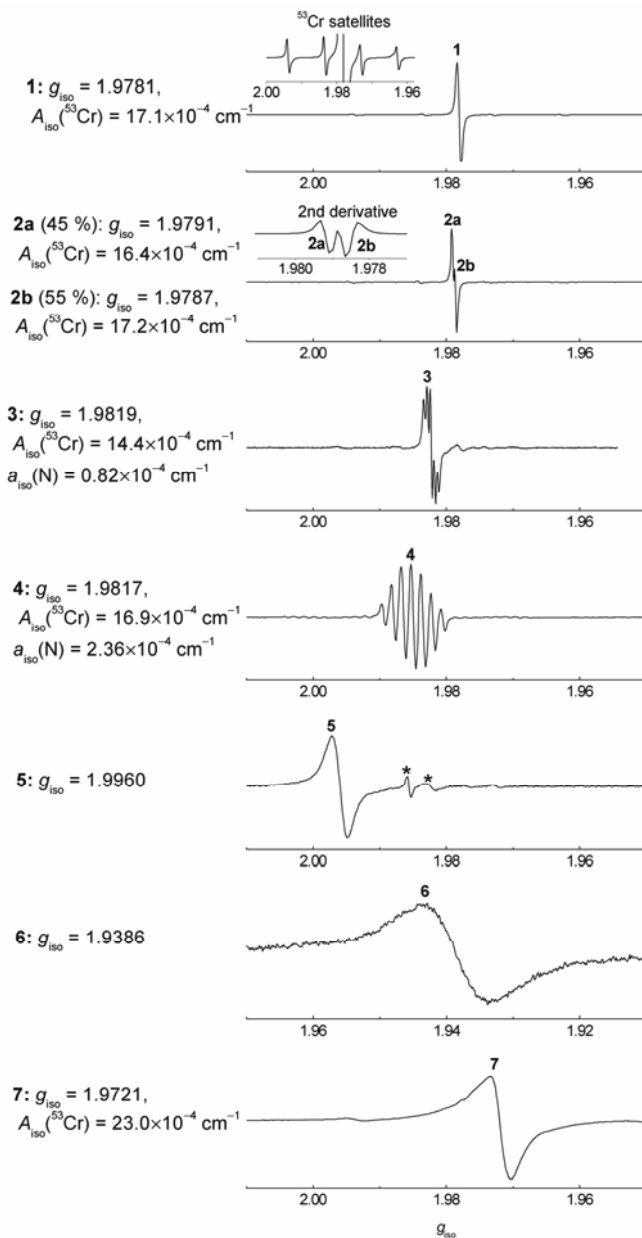 ⁵³Cr satellites
2.00 1.98 1.96
1
1: g_iso = 1.9781,
A_iso(⁵³Cr) = 17.1×10⁻⁴ cm⁻¹
2.00 1.98 1.96
2a (45 %): g_iso = 1.9791,
A_iso(⁵³Cr) = 16.4×10⁻⁴ cm⁻¹
2b (55 %): g_iso = 1.9787,
A_iso(⁵³Cr) = 17.2×10⁻⁴ cm⁻¹
2nd derivative
2a 2b
1.980 1.978
2a
2b
2.00 1.98 1.96
3: g_iso = 1.9819,
A_iso(⁵³Cr) = 14.4×10⁻⁴ cm⁻¹
a_iso(N) = 0.82×10⁻⁴ cm⁻¹
3
2.00 1.98 1.96
4: g_iso = 1.9817,
A_iso(⁵³Cr) = 16.9×10⁻⁴ cm⁻¹
a_iso(N) = 2.36×10⁻⁴ cm⁻¹
4
2.00 1.98 1.96
5: g_iso = 1.9960
5
* *
2.00 1.98 1.96
6: g_iso = 1.9386
6
1.96 1.94 1.92
7: g_iso = 1.9721,
A_iso(⁵³Cr) = 23.0×10⁻⁴ cm⁻¹
7
2.00 1.98 1.96
g_iso